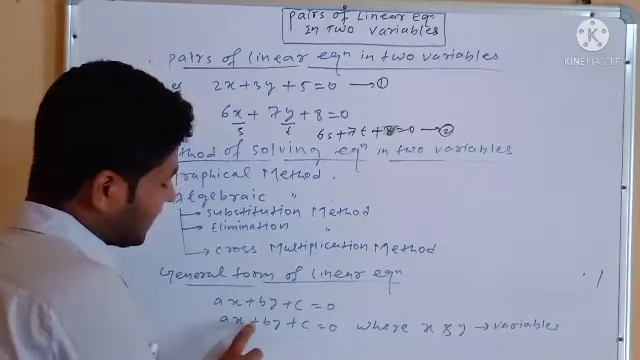 Pairs of Linear eqn
In two variables
KINEMASTER
Pairs of linear eqn in two variables
2x+3y+5=0 → ①
6x+7y+8=0
s t 6s+7t+8=0 → ②
of solving eqn in two variables
Method.
Algebraic "
→ Substitution Method
→ Elimination "
→ Cross Multiplication Method
General form of linear eqn
ax+by+c=0
ax+by+c=0 where x & y → variables